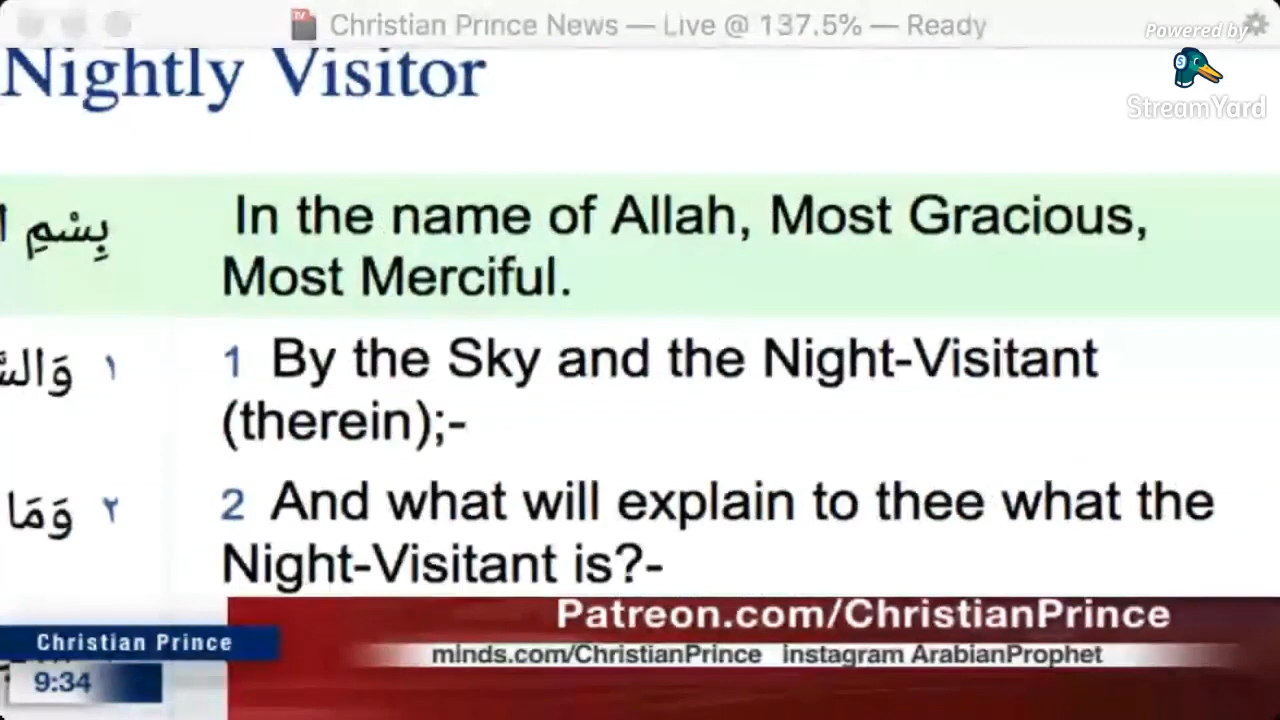 Christian Prince News — Live @ 137.5% — Ready
Powered by
StreamYard
Nightly Visitor
بِسْمِ
In the name of Allah, Most Gracious,
Most Merciful.
١
1 By the Sky and the Night-Visitant
(therein);-
وَمَا ٢
2 And what will explain to thee what the
Night-Visitant is?-
Patreon.com/ChristianPrince
Christian Prince
minds.com/ChristianPrince instagram ArabianProphet
9:34